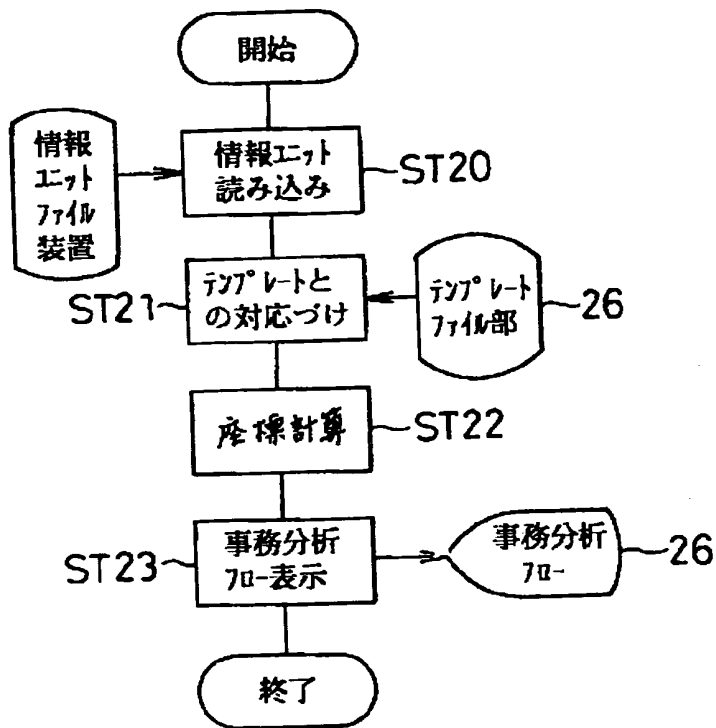 開始
情報
ユニット
ファイル
装置
情報ユニット
読み込み
ST20
ST21
テンプレートと
の対応づけ
テンプレート
ファイル部
26
座標計算
ST22
ST23
事務分析
フロー表示
事務分析
フロー
26
終了